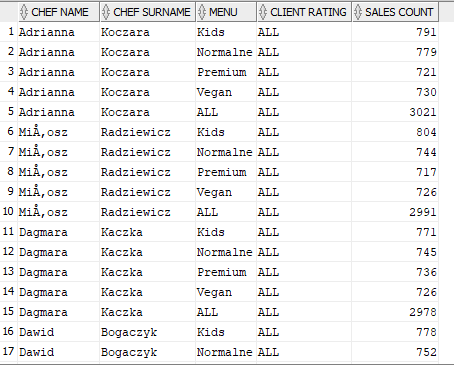 CHEF NAME CHEF SURNAME MENU CLIENT RATING SALES COUNT
1 Adrianna Koczara Kids ALL 791
2 Adrianna Koczara Normalne ALL 779
3 Adrianna Koczara Premium ALL 721
4 Adrianna Koczara Vegan ALL 730
5 Adrianna Koczara ALL ALL 3021
6 MiÅ‚osz Radziewicz Kids ALL 804
7 MiÅ‚osz Radziewicz Normalne ALL 744
8 MiÅ‚osz Radziewicz Premium ALL 717
9 MiÅ‚osz Radziewicz Vegan ALL 726
10 MiÅ‚osz Radziewicz ALL ALL 2991
11 Dagmara Kaczka Kids ALL 771
12 Dagmara Kaczka Normalne ALL 745
13 Dagmara Kaczka Premium ALL 736
14 Dagmara Kaczka Vegan ALL 726
15 Dagmara Kaczka ALL ALL 2978
16 Dawid Bogaczyk Kids ALL 778
17 Dawid Bogaczyk Normalne ALL 752